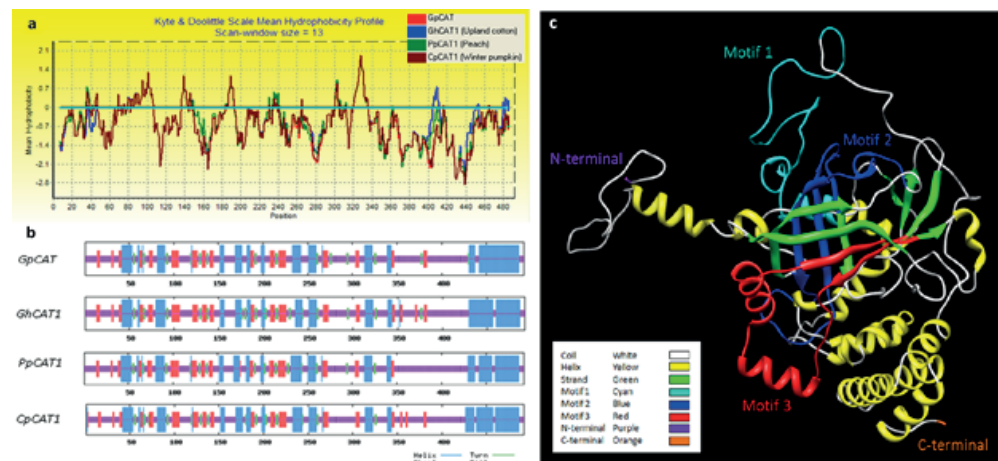 a
Kyte & Doolittle Scale Mean Hydrophobicity Profile
Scan-window size = 13
GpCAT
GhCAT1 (Upland cotton)
PpCAT1 (Peach)
CpCAT1 (Winter pumpkin)
2.1
1.4
0.7
0
-0.7
-1.4
-2.1
-2.8
Mean Hydrophobicity
0 20 40 60 80 100 120 140 160 180 200 220 240 260 280 300 320 340 360 380 400 420 440 460 480
Position
b
GpCAT
50 100 150 200 250 300 350 400
GhCAT1
50 100 150 200 250 300 350 400
PpCAT1
50 100 150 200 250 300 350 400
CpCAT1
50 100 150 200 250 300 350 400
Helix Turn
c
Motif 1
Motif 2
N-terminal
Motif 3
C-terminal
Coil White
Helix Yellow
Strand Green
Motif1 Cyan
Motif2 Blue
Motif3 Red
N-terminal Purple
C-terminal Orange